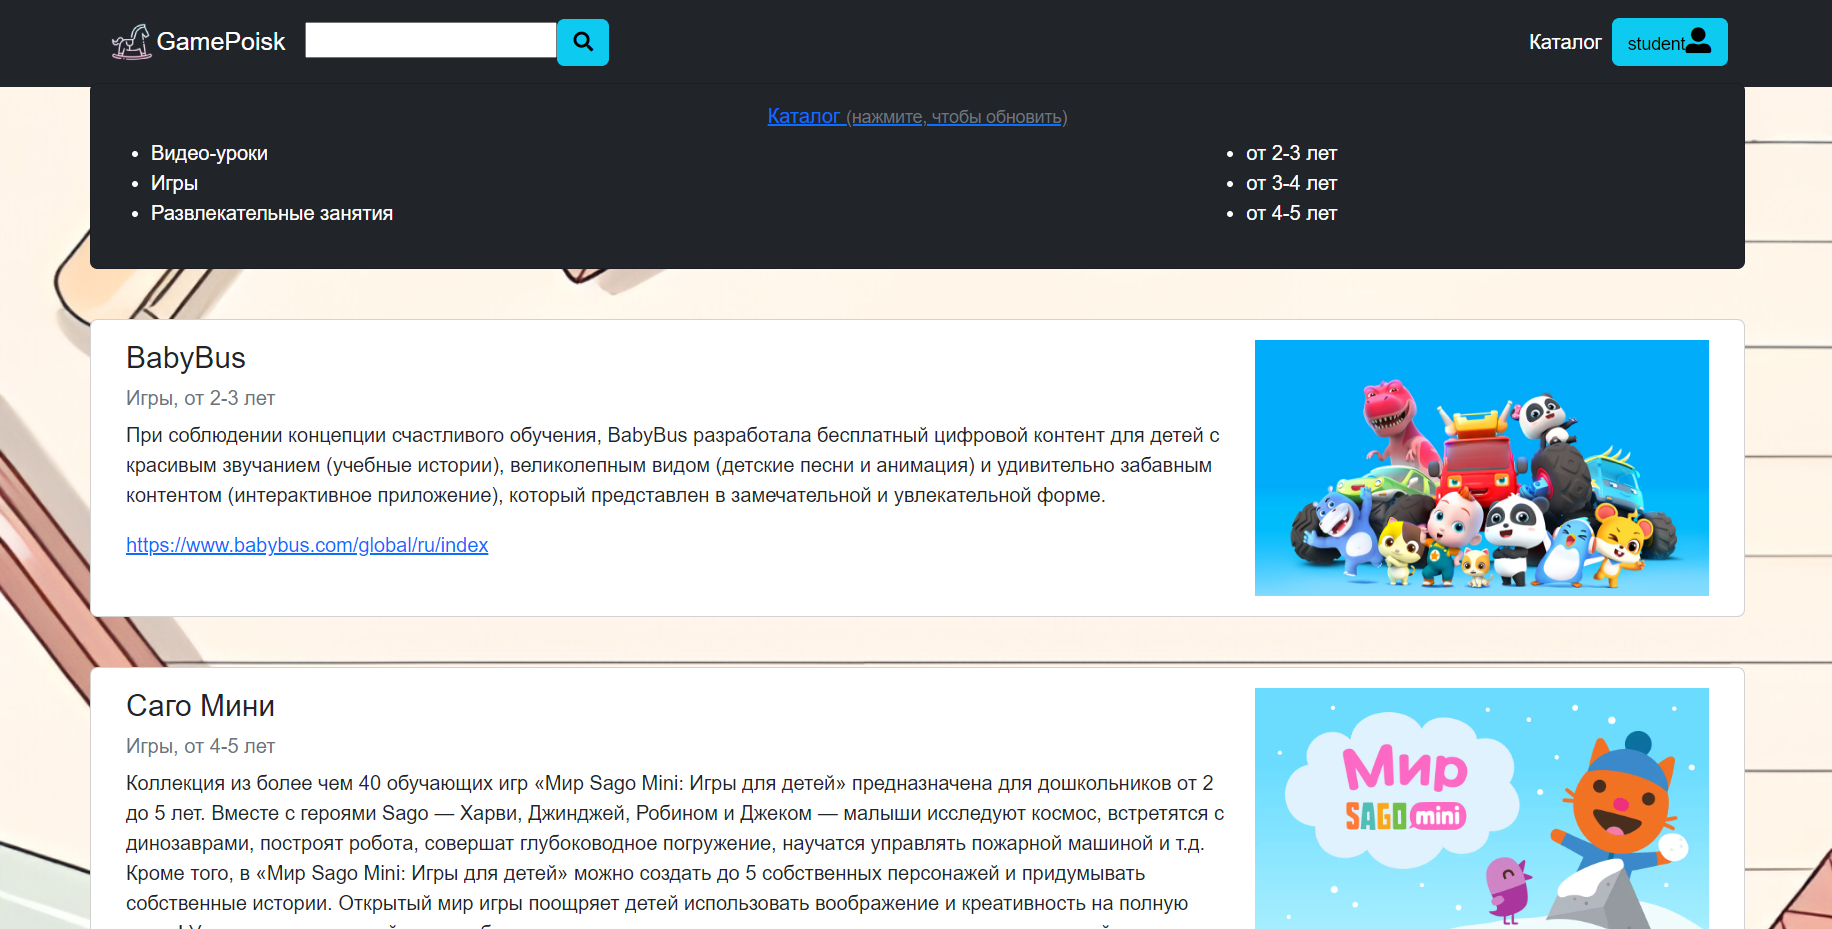 GamePoisk
Каталог
student
Каталог (нажмите, чтобы обновить)
Видео-уроки
Игры
Развлекательные занятия
от 2-3 лет
от 3-4 лет
от 4-5 лет
BabyBus
Игры, от 2-3 лет
При соблюдении концепции счастливого обучения, BabyBus разработала бесплатный цифровой контент для детей с
красивым звучанием (учебные истории), великолепным видом (детские песни и анимация) и удивительно забавным
контентом (интерактивное приложение), который представлен в замечательной и увлекательной форме.
https://www.babybus.com/global/ru/index
Саго Мини
Игры, от 4-5 лет
Коллекция из более чем 40 обучающих игр «Мир Sago Mini: Игры для детей» предназначена для дошкольников от 2
до 5 лет. Вместе с героями Sago — Харви, Джинджей, Робином и Джеком — малыши исследуют космос, встретятся с
динозаврами, построят робота, совершат глубоководное погружение, научатся управлять пожарной машиной и т.д.
Кроме того, в «Мир Sago Mini: Игры для детей» можно создать до 5 собственных персонажей и придумывать
собственные истории. Открытый мир игры поощряет детей использовать воображение и креативность на полную
Мир
SAGO mini